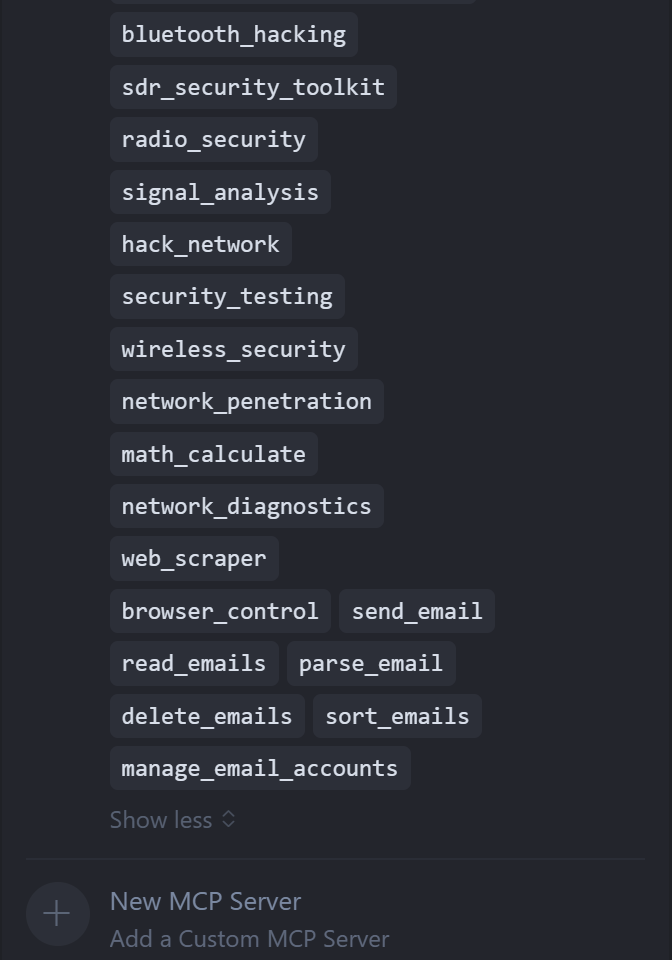 bluetooth_hacking
sdr_security_toolkit
radio_security
signal_analysis
hack_network
security_testing
wireless_security
network_penetration
math_calculate
network_diagnostics
web_scraper
browser_control send_email
read_emails parse_email
delete_emails sort_emails
manage_email_accounts
Show less
New MCP Server
Add a Custom MCP Server